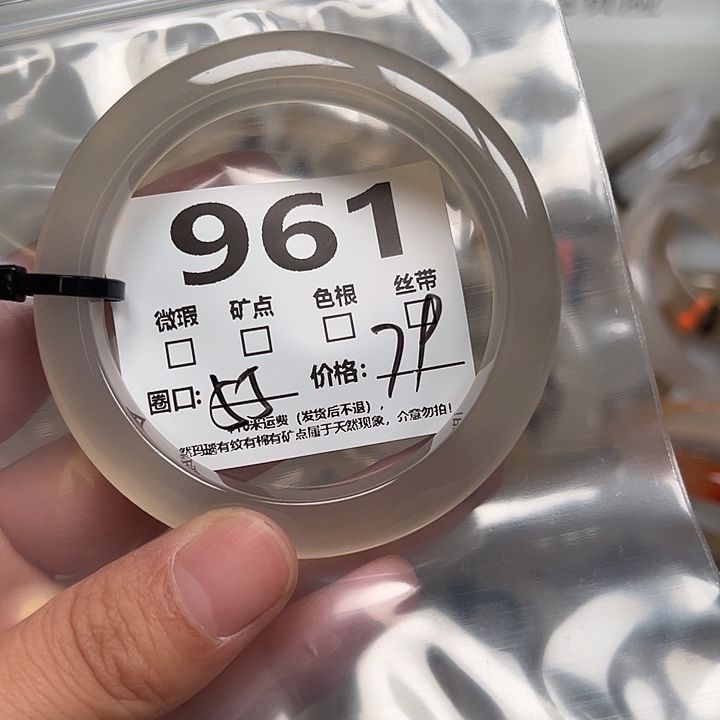 961
微瑕 矿点 色根 丝带
圈口: 价格: 79
米运费(发货后不退),
然玛瑙有纹有棉有矿点属于天然现象,介意勿拍!